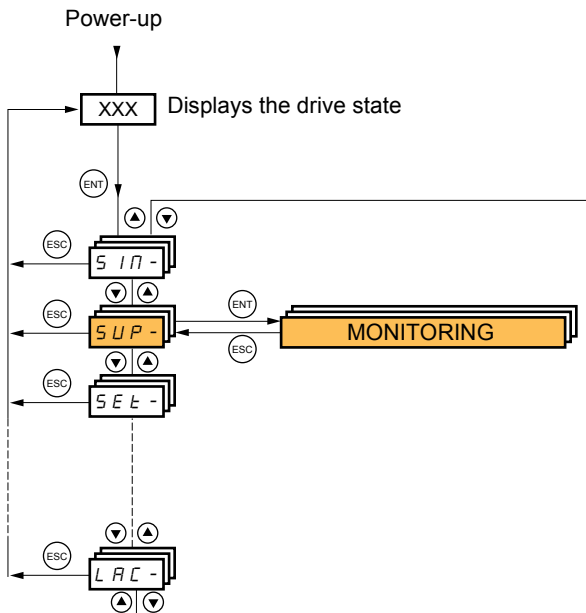 Power-up
XXX Displays the drive state
ENT
ESC
SIM-
ENT
ESC
SUP-
MONITORING
ESC
ESC
SEt-
ESC
LAC-